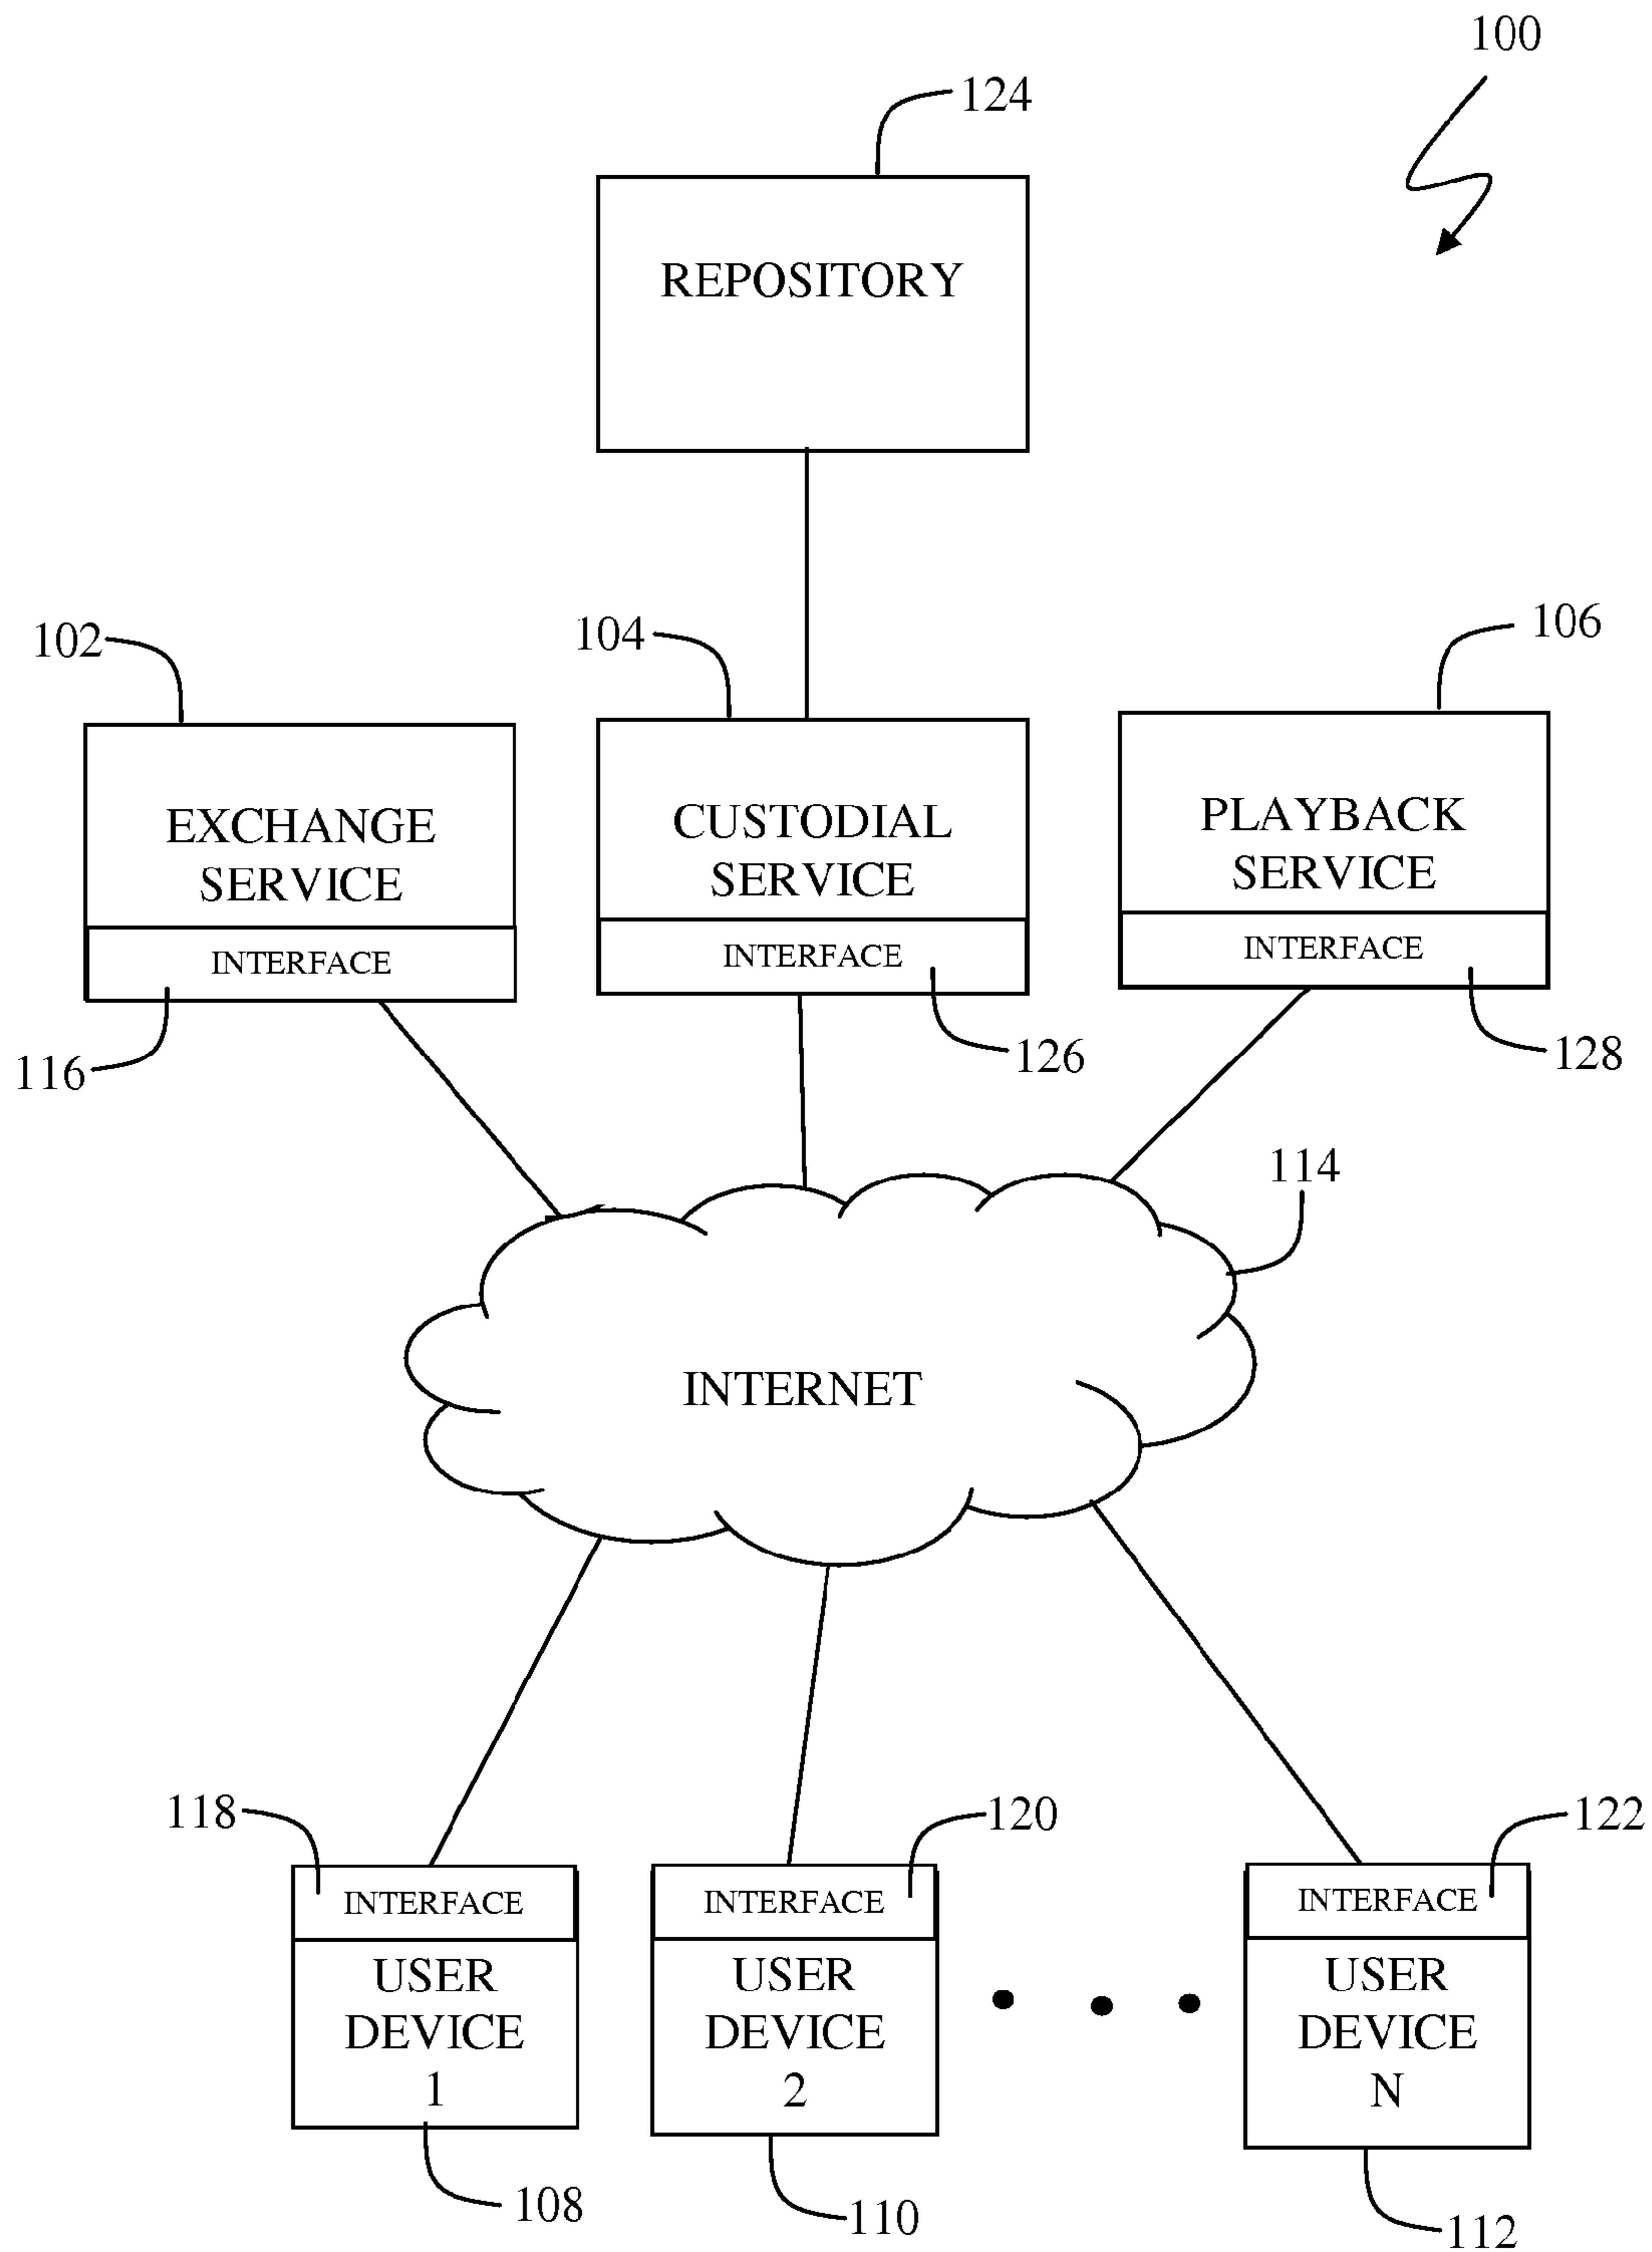 100
124
REPOSITORY
102
104
106
EXCHANGE
SERVICE
INTERFACE
CUSTODIAL
SERVICE
INTERFACE
PLAYBACK
SERVICE
INTERFACE
116
126
128
114
INTERNET
118
120
122
INTERFACE
USER
DEVICE
1
INTERFACE
USER
DEVICE
2
INTERFACE
USER
DEVICE
N
108
110
112